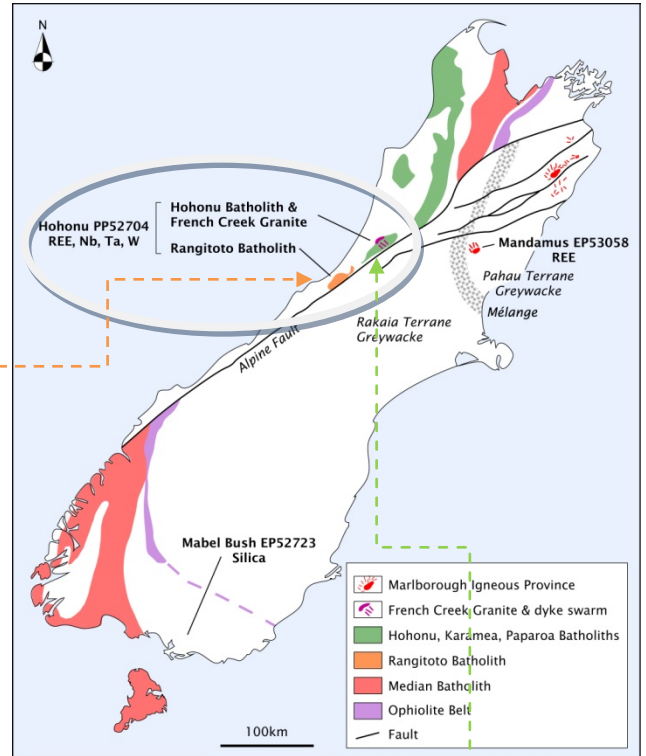 N
Hohonu PP52704
REE, Nb, Ta, W
Hohonu Batholith &
French Creek Granite
Rangitoto Batholith
Mandamus EP53058
REE
Pahau Terrane
Greywacke
Mélange
Rakaia Terrane
Greywacke
Alpine Fault
Mabel Bush EP52723
Silica
Marlborough Igneous Province
French Creek Granite & dyke swarm
Hohonu, Karamea, Paparoa Batholiths
Rangitoto Batholith
Median Batholith
Ophiolite Belt
Fault
100km